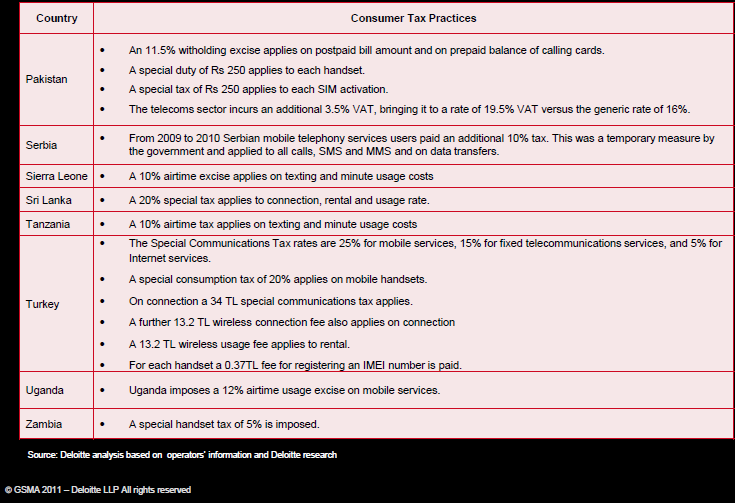 Country Consumer Tax Practices
Pakistan
• An 11.5% witholding excise applies on postpaid bill amount and on prepaid balance of calling cards.
• A special duty of Rs 250 applies to each handset.
• A special tax of Rs 250 applies to each SIM activation.
• The telecoms sector incurs an additional 3.5% VAT, bringing it to a rate of 19.5% VAT versus the generic rate of 16%.
Serbia
• From 2009 to 2010 Serbian mobile telephony services users paid an additional 10% tax. This was a temporary measure by
the government and applied to all calls, SMS and MMS and on data transfers.
Sierra Leone • A 10% airtime excise applies on texting and minute usage costs
Sri Lanka • A 20% special tax applies to connection, rental and usage rate.
Tanzania • A 10% airtime tax applies on texting and minute usage costs
Turkey
• The Special Communications Tax rates are 25% for mobile services, 15% for fixed telecommunications services, and 5% for
Internet services.
• A special consumption tax of 20% applies on mobile handsets.
• On connection a 34 TL special communications tax applies.
• A further 13.2 TL wireless connection fee also applies on connection
• A 13.2 TL wireless usage fee applies to rental.
• For each handset a 0.37TL fee for registering an IMEI number is paid.
Uganda • Uganda imposes a 12% airtime usage excise on mobile services.
Zambia • A special handset tax of 5% is imposed.
Source: Deloitte analysis based on operators' information and Deloitte research
© GSMA 2011 – Deloitte LLP All rights reserved